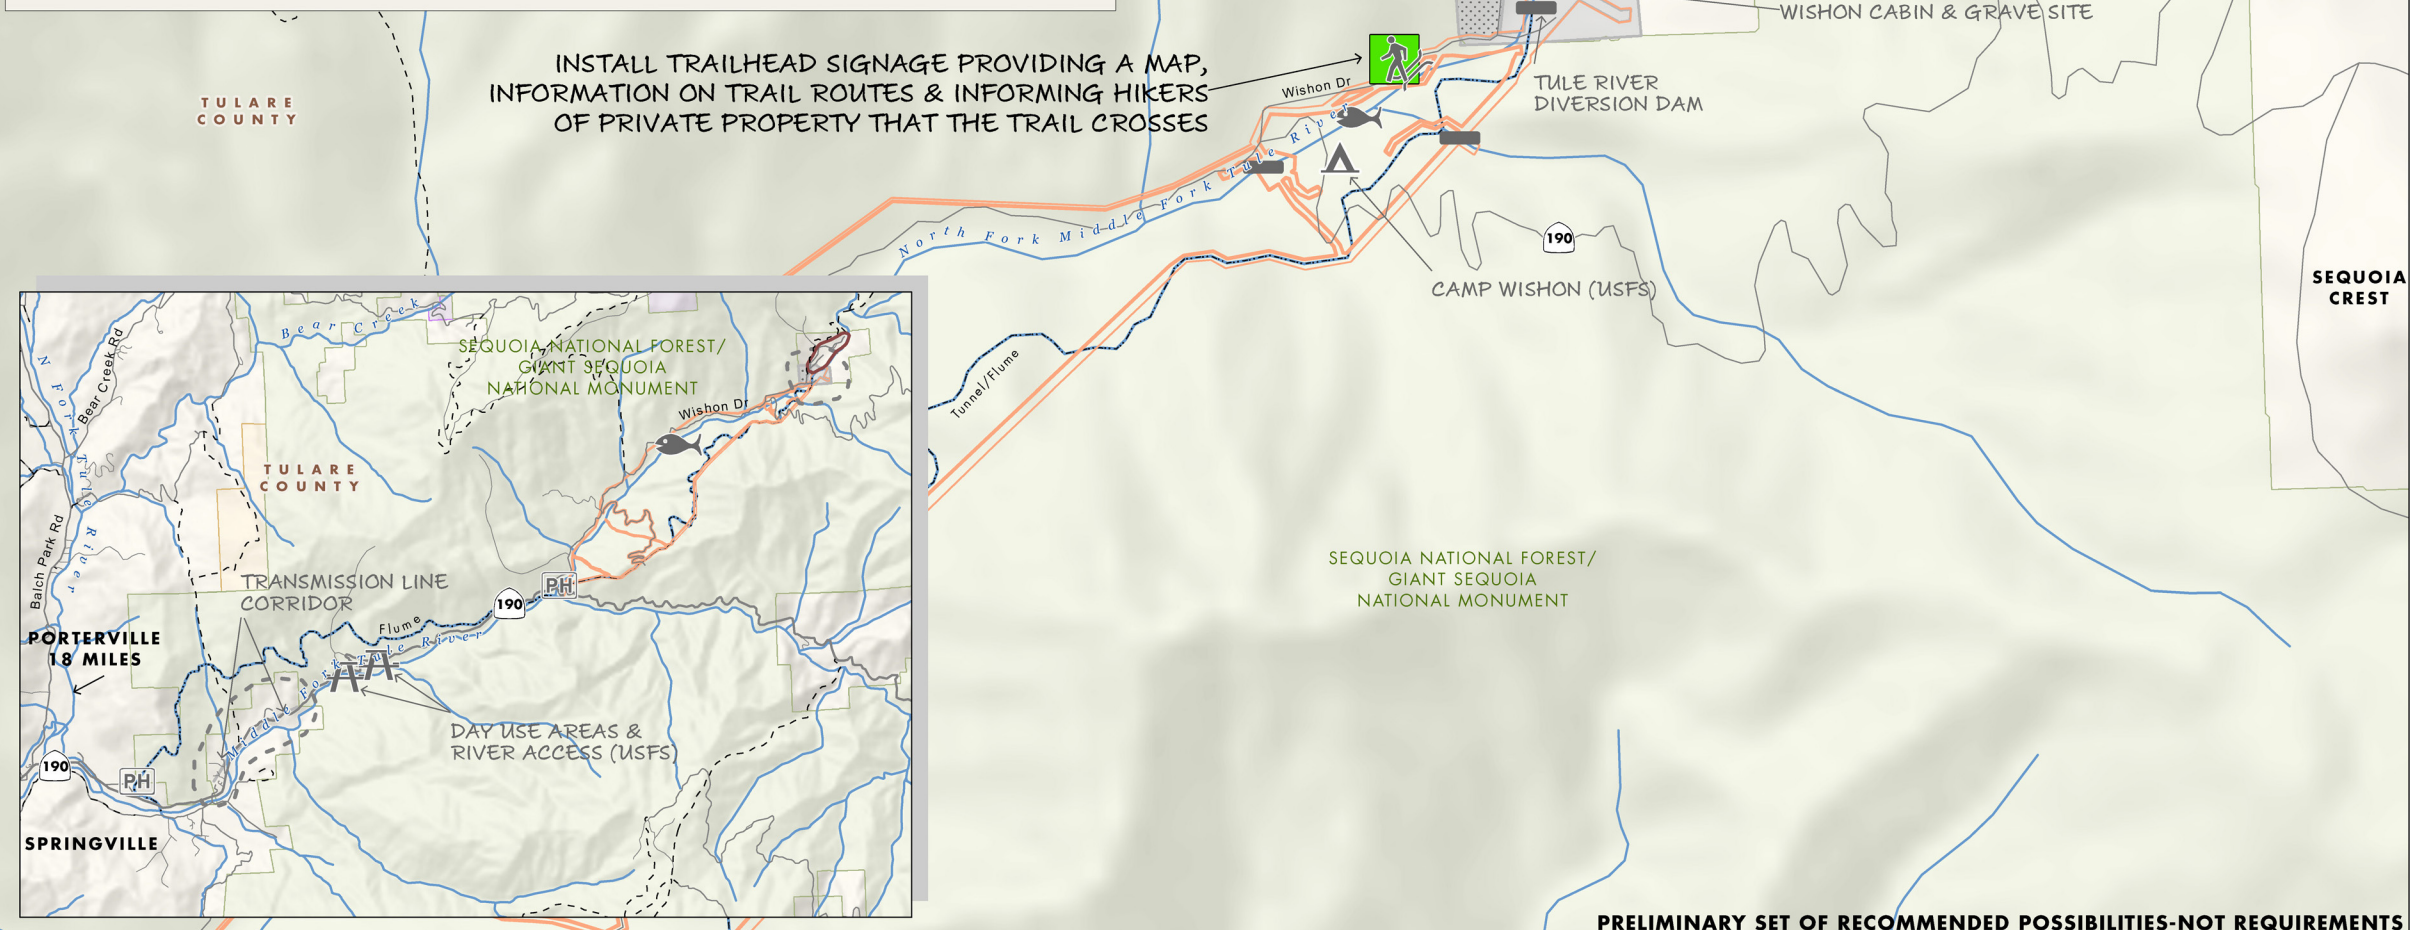 WISHON CABIN & GRAVE SITE
INSTALL TRAILHEAD SIGNAGE PROVIDING A MAP,
INFORMATION ON TRAIL ROUTES & INFORMING HIKERS
OF PRIVATE PROPERTY THAT THE TRAIL CROSSES
TULARE
COUNTY
Wishon Dr
TULE RIVER
DIVERSION DAM
North Fork Middle Fork Tule River
190
CAMP WISHON (USFS)
SEQUOIA
CREST
Tunnel/Flume
SEQUOIA NATIONAL FOREST/
GIANT SEQUOIA
NATIONAL MONUMENT
Bear Creek
Bear Creek Rd
N Fork Tule River
SEQUOIA NATIONAL FOREST/
GIANT SEQUOIA
NATIONAL MONUMENT
Wishon Dr
TULARE
COUNTY
Balch Park Rd
TRANSMISSION LINE
CORRIDOR
PH
190
Flume
Middle Fork Tule River
PORTERVILLE
18 MILES
DAY USE AREAS &
RIVER ACCESS (USFS)
190
PH
SPRINGVILLE
PRELIMINARY SET OF RECOMMENDED POSSIBILITIES-NOT REQUIREMENTS